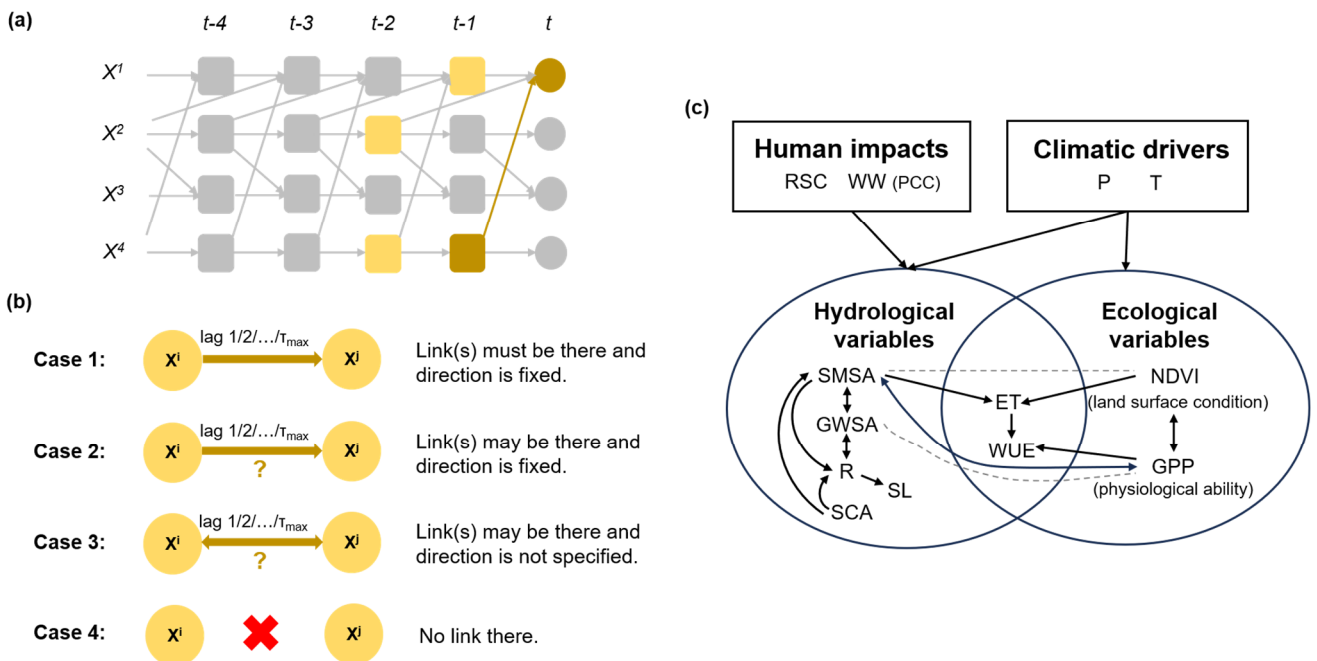 (a)
t-4 t-3 t-2 t-1 t
X¹
X²
X³
X⁴
(b)
Case 1:
Xⁱ
lag 1/2/…/τmax
Xʲ
Link(s) must be there and
direction is fixed.
Case 2:
Xⁱ
lag 1/2/…/τmax
?
Xʲ
Link(s) may be there and
direction is fixed.
Case 3:
Xⁱ
lag 1/2/…/τmax
?
Xʲ
Link(s) may be there and
direction is not specified.
Case 4:
Xⁱ
Xʲ
No link there.
(c)
Human impacts
RSC WW (PCC)
Climatic drivers
P T
Hydrological
variables
SMSA
GWSA
R
SL
SCA
ET
WUE
Ecological
variables
NDVI
(land surface condition)
GPP
(physiological ability)